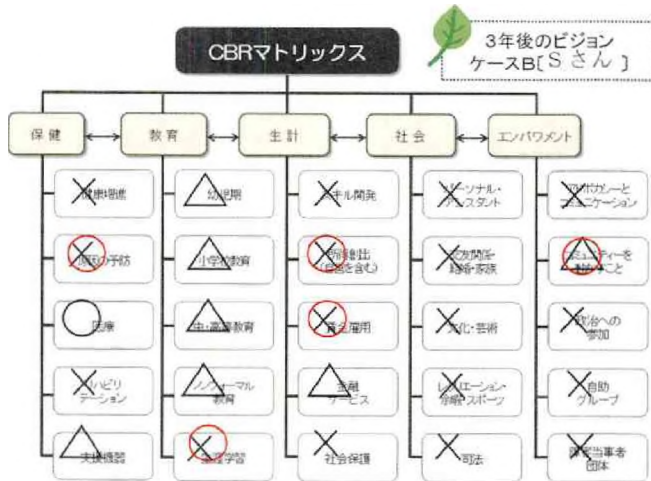 CBRマトリックス
3年後のビジョン
ケースB[Sさん]
保健
教育
生計
社会
エンパワメント
健康増進
幼児期
スキル開発
パーソナル・
アシスタント
アドボカシーと
コミュニケーション
の予防
小学校教育
所得創出
(自営を含む)
交友関係・
結婚・家族
コミュニティーを
こと
医療
中・高等教育
賃金雇用
文化・芸術
政治への
参加
リハビリ
テーション
ノンフォーマル
教育
金融
サービス
レクリエーション・
余暇・スポーツ
自助
グループ
支援機器
生涯学習
社会保護
司法
障害当事者
団体